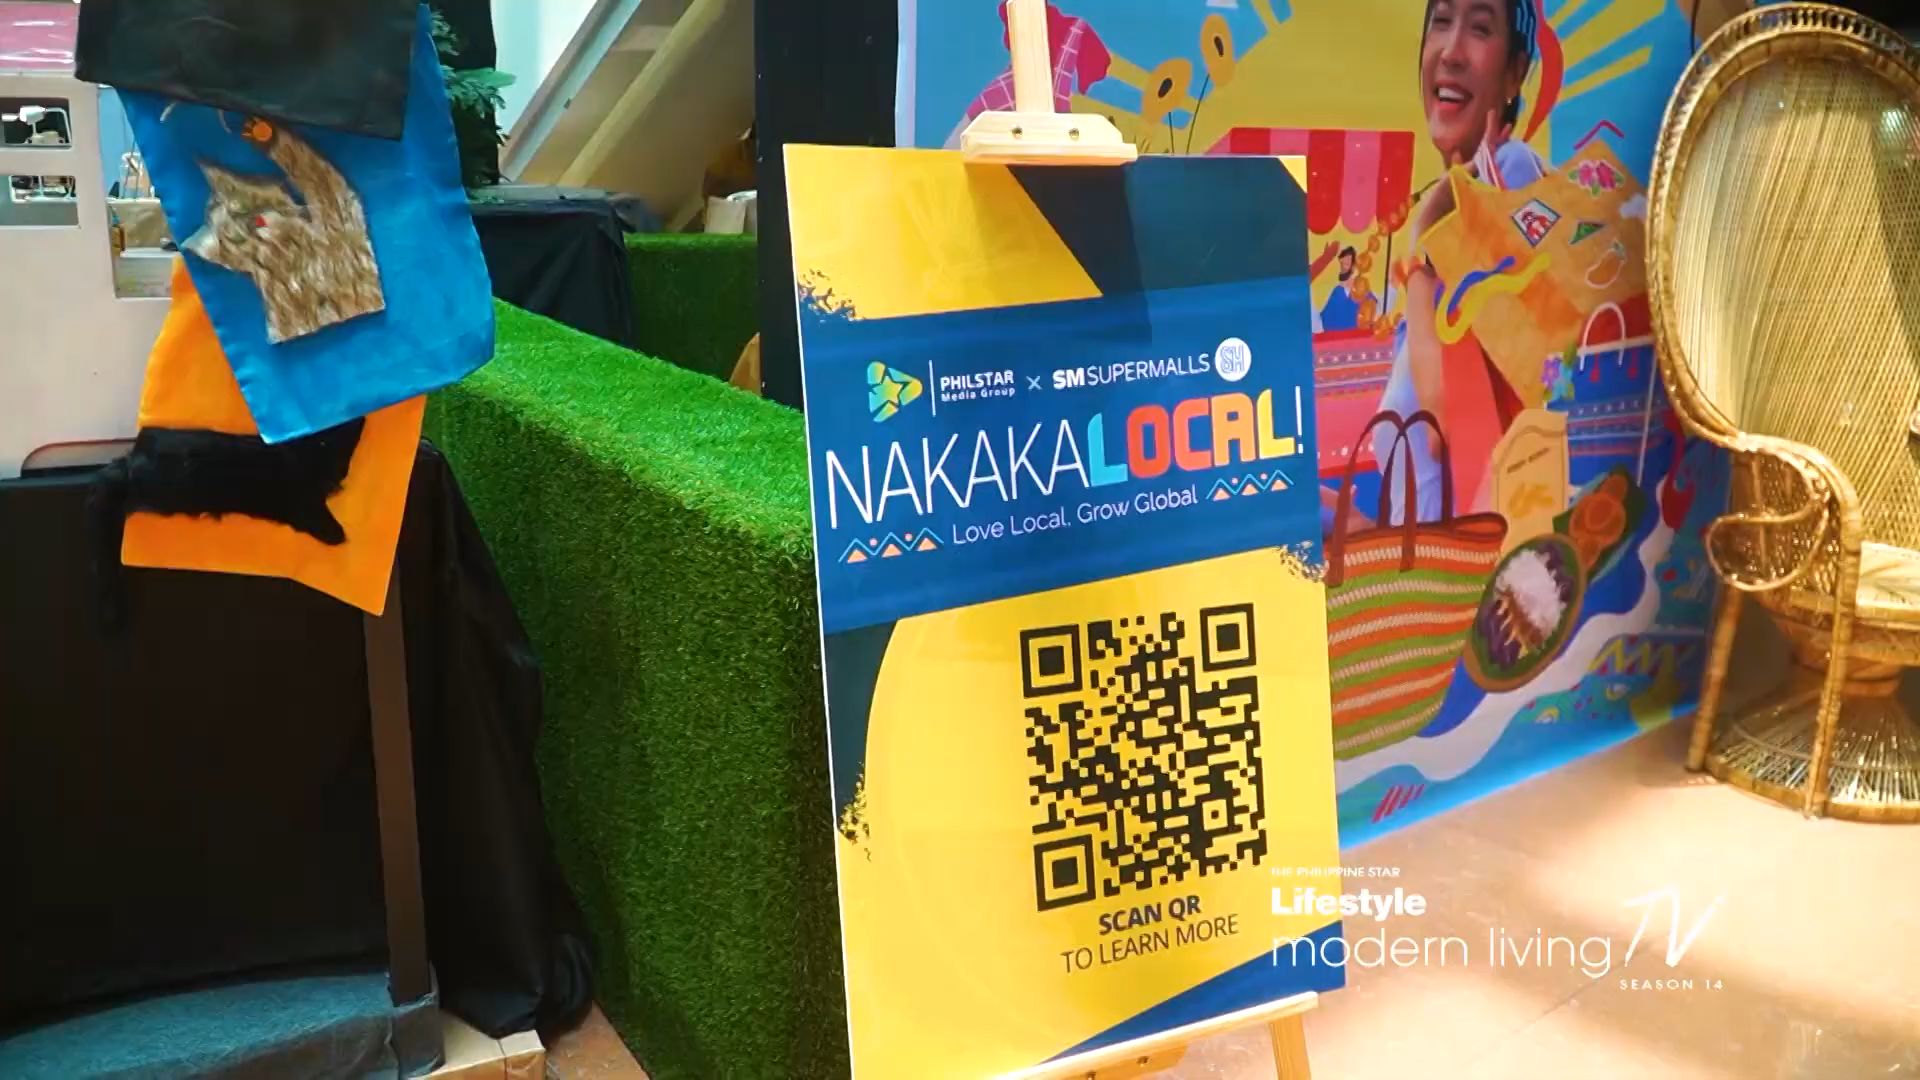 PHILSTAR
Media Group
x
SM SUPERMALLS
NAKAKALOCAL!
Love Local, Grow Global
SCAN QR
TO LEARN MORE
THE PHILIPPINE STAR
Lifestyle
modern living TV
SEASON 14